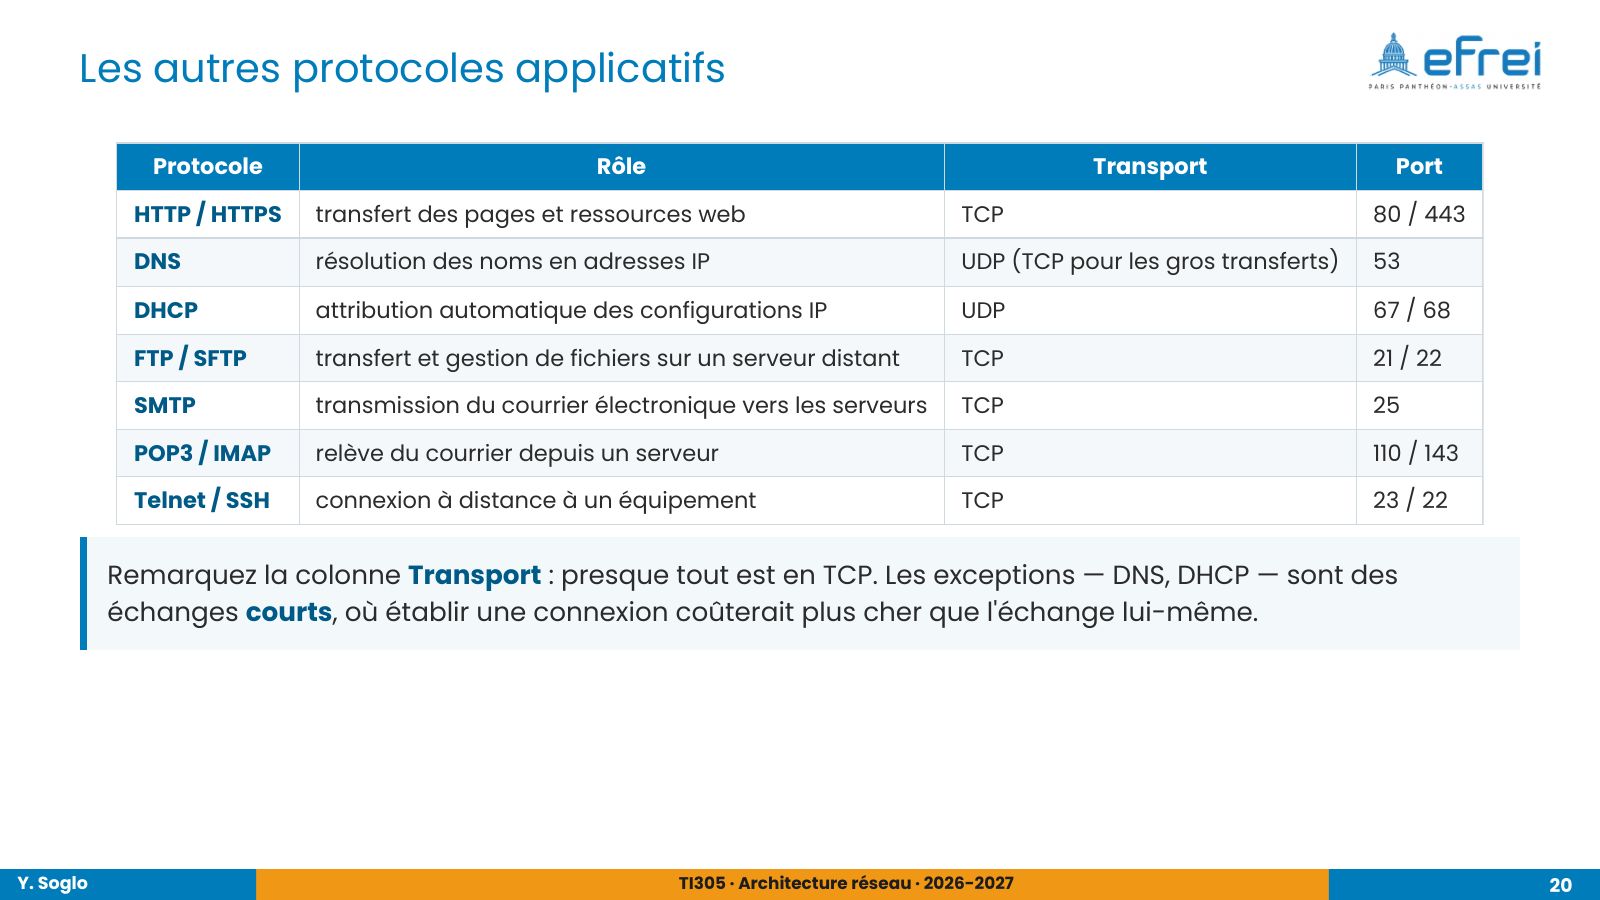 Les autres protocoles applicatifs
efrei
PARIS PANTHÉON-ASSAS UNIVERSITÉ
Protocole Rôle Transport Port
HTTP / HTTPS transfert des pages et ressources web TCP 80 / 443
DNS résolution des noms en adresses IP UDP (TCP pour les gros transferts) 53
DHCP attribution automatique des configurations IP UDP 67 / 68
FTP / SFTP transfert et gestion de fichiers sur un serveur distant TCP 21 / 22
SMTP transmission du courrier électronique vers les serveurs TCP 25
POP3 / IMAP relève du courrier depuis un serveur TCP 110 / 143
Telnet / SSH connexion à distance à un équipement TCP 23 / 22
Remarquez la colonne Transport : presque tout est en TCP. Les exceptions — DNS, DHCP — sont des
échanges courts, où établir une connexion coûterait plus cher que l'échange lui-même.
Y. Soglo TI305 · Architecture réseau · 2026-2027 20